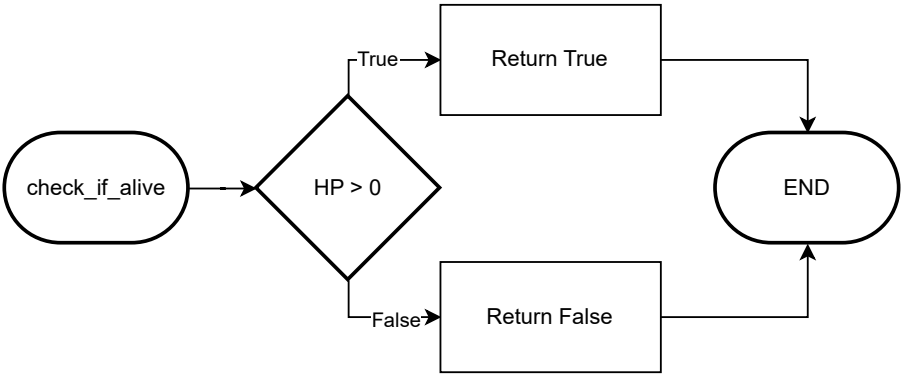 True
Return True
check_if_alive
HP > 0
END
False
Return False